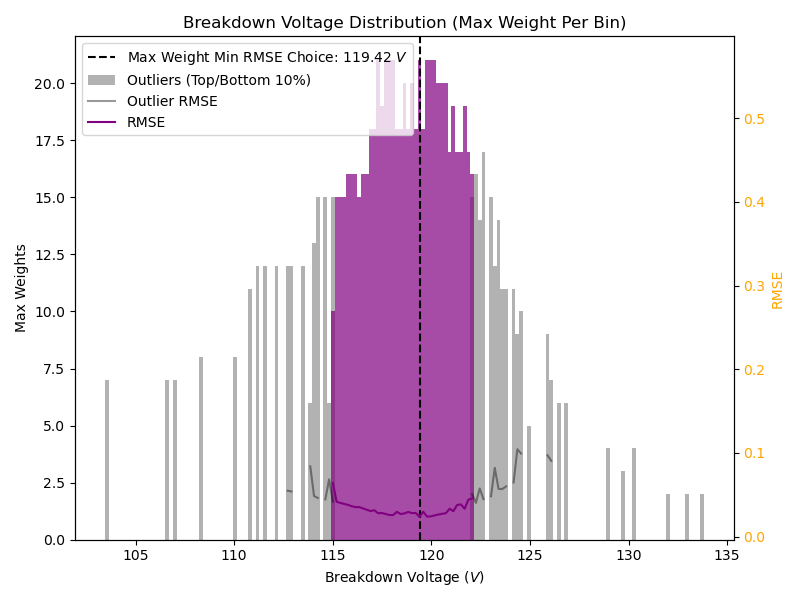 Breakdown Voltage Distribution (Max Weight Per Bin)
Max Weight Min RMSE Choice: 119.42 V
Outliers (Top/Bottom 10%)
Outlier RMSE
RMSE
20.0
17.5
15.0
12.5
10.0
7.5
5.0
2.5
0.0
Max Weights
0.5
0.4
0.3
0.2
0.1
0.0
RMSE
105 110 115 120 125 130 135
Breakdown Voltage (V)